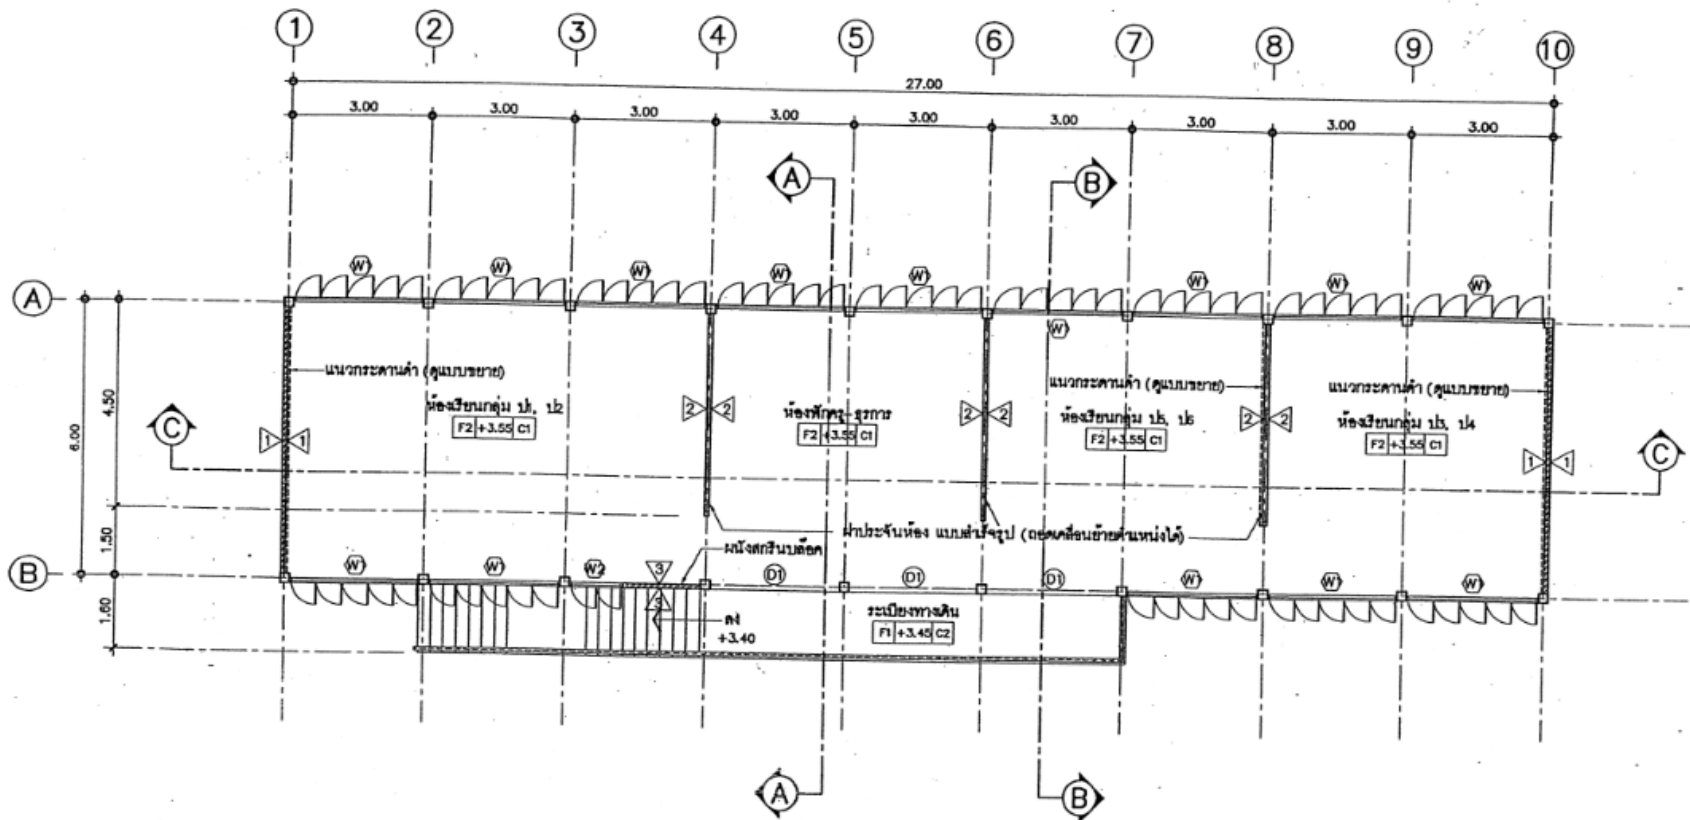 1 2 3 4 5 6 7 8 9 10
27.00
3.00 3.00 3.00 3.00 3.00 3.00 3.00 3.00 3.00
A B
W1 W1 W1 W1 W1 W1 W1 W1
A
W1
แนวกระดานดำ (ดูแบบขยาย)
แนวกระดานดำ (ดูแบบขยาย)
แนวกระดานดำ (ดูแบบขยาย)
4.50
6.00
ห้องเรียนกลุ่ม ป1, ป2
F2 +3.55 C1
ห้องพักครู-ธุรการ
F2 +3.55 C1
ห้องเรียนกลุ่ม ป5, ป6
F2 +3.55 C1
ห้องเรียนกลุ่ม ป3, ป4
F2 +3.55 C1
1 1 2 2 2 2 2 2 1 1
C C
ฝาประจันห้อง แบบสำเร็จรูป (ถอดเคลื่อนย้ายตำแหน่งได้)
1.50
ผนังสกรีนบล๊อค
B
W1 W1 W2 3 D1 D1 D1 W1 W1 W1
3
1.60
ลง
+3.40
ระเบียงทางเดิน
F1 +3.45 C2
A B